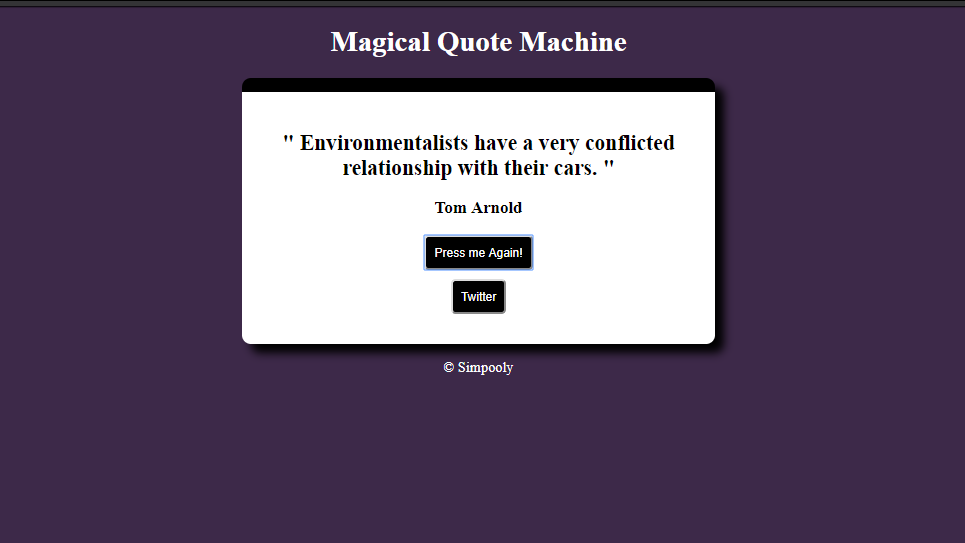 Magical Quote Machine
" Environmentalists have a very conflicted
relationship with their cars. "
Tom Arnold
Press me Again!
Twitter
© Simpooly